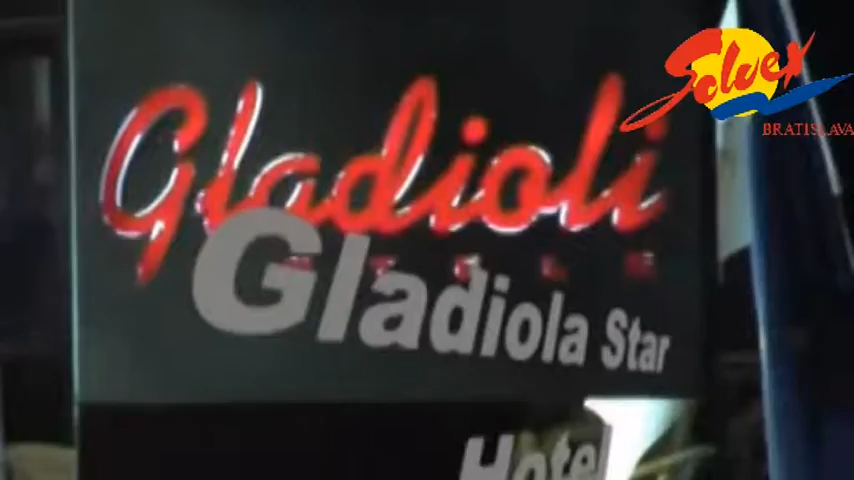 Gladioli
Gladiola Star
Hotel
Solvex
BRATISLAVA